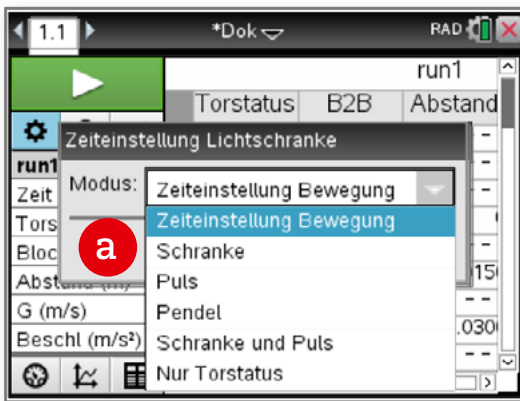 1.1 *Dok RAD
run1
Torstatus B2B Abstand
Zeiteinstellung Lichtschranke
run1
Modus: Zeiteinstellung Bewegung
Zeit
Zeiteinstellung Bewegung
Tors
a
Schranke
Bloc
Puls
G (m/s)
Pendel
Beschl (m/s²)
Schranke und Puls
Nur Torstatus